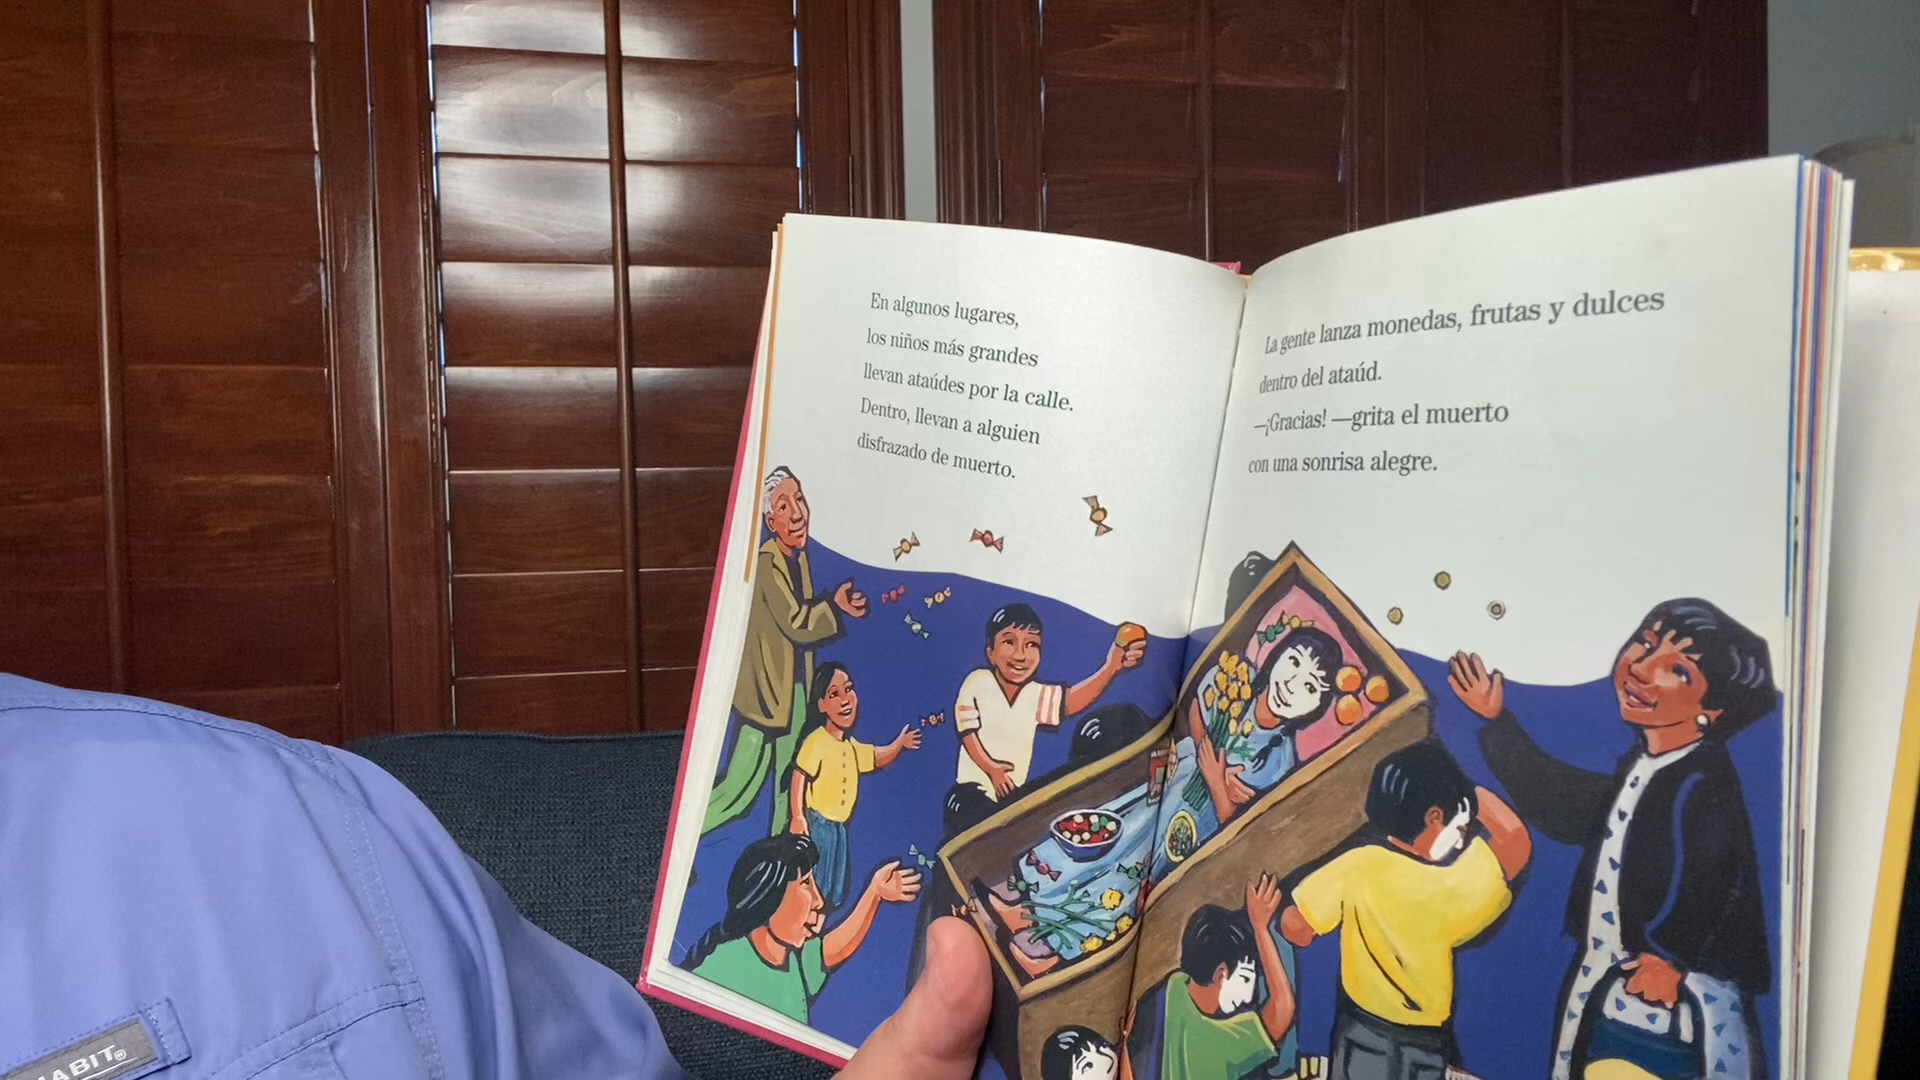 En algunos lugares,
los niños más grandes
llevan ataúdes por la calle.
Dentro, llevan a alguien
disfrazado de muerto.
La gente lanza monedas, frutas y dulces
dentro del ataúd.
—¡Gracias! —grita el muerto
con una sonrisa alegre.